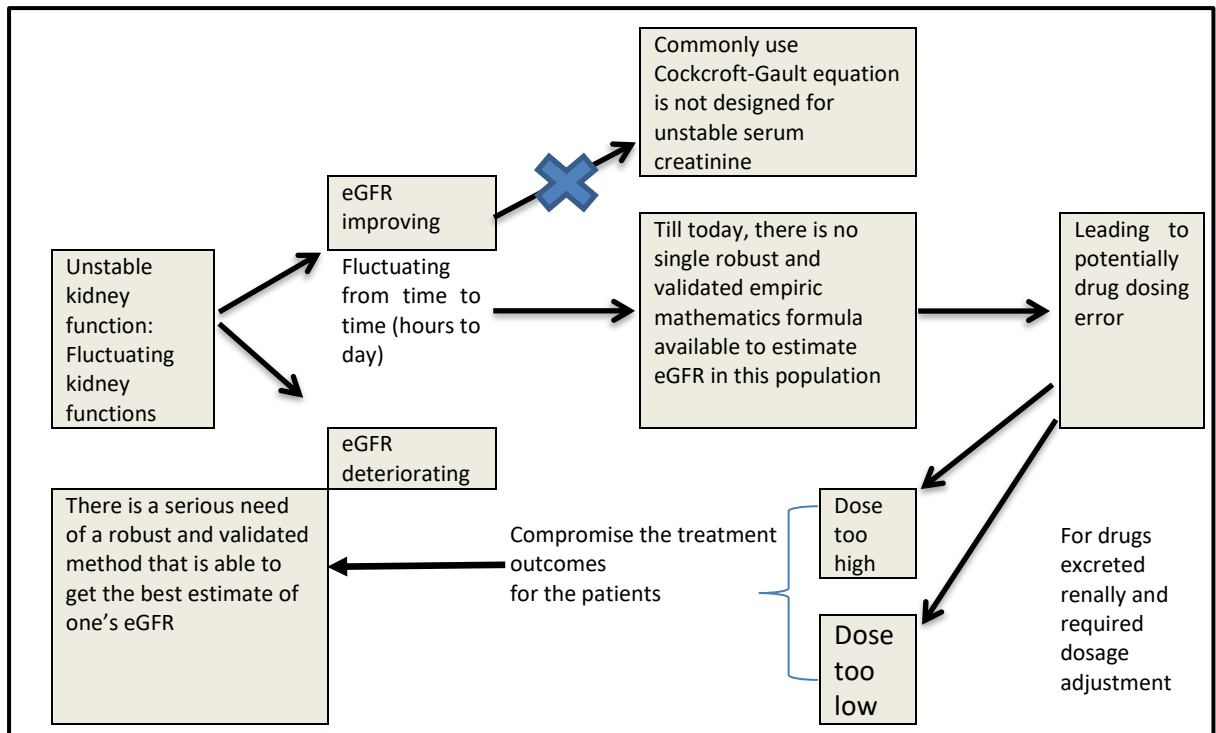 Commonly use
Cockcroft-Gault equation
is not designed for
unstable serum
creatinine
eGFR
improving
Unstable
kidney
function:
Fluctuating
kidney
functions
Fluctuating
from time to
time (hours to
day)
Till today, there is no
single robust and
validated empiric
mathematics formula
available to estimate
eGFR in this population
Leading to
potentially
drug dosing
error
eGFR
deteriorating
There is a serious need
of a robust and validated
method that is able to
get the best estimate of
one’s eGFR
Compromise the treatment
outcomes
for the patients
Dose
too
high
Dose
too
low
For drugs
excreted
renally and
required
dosage
adjustment